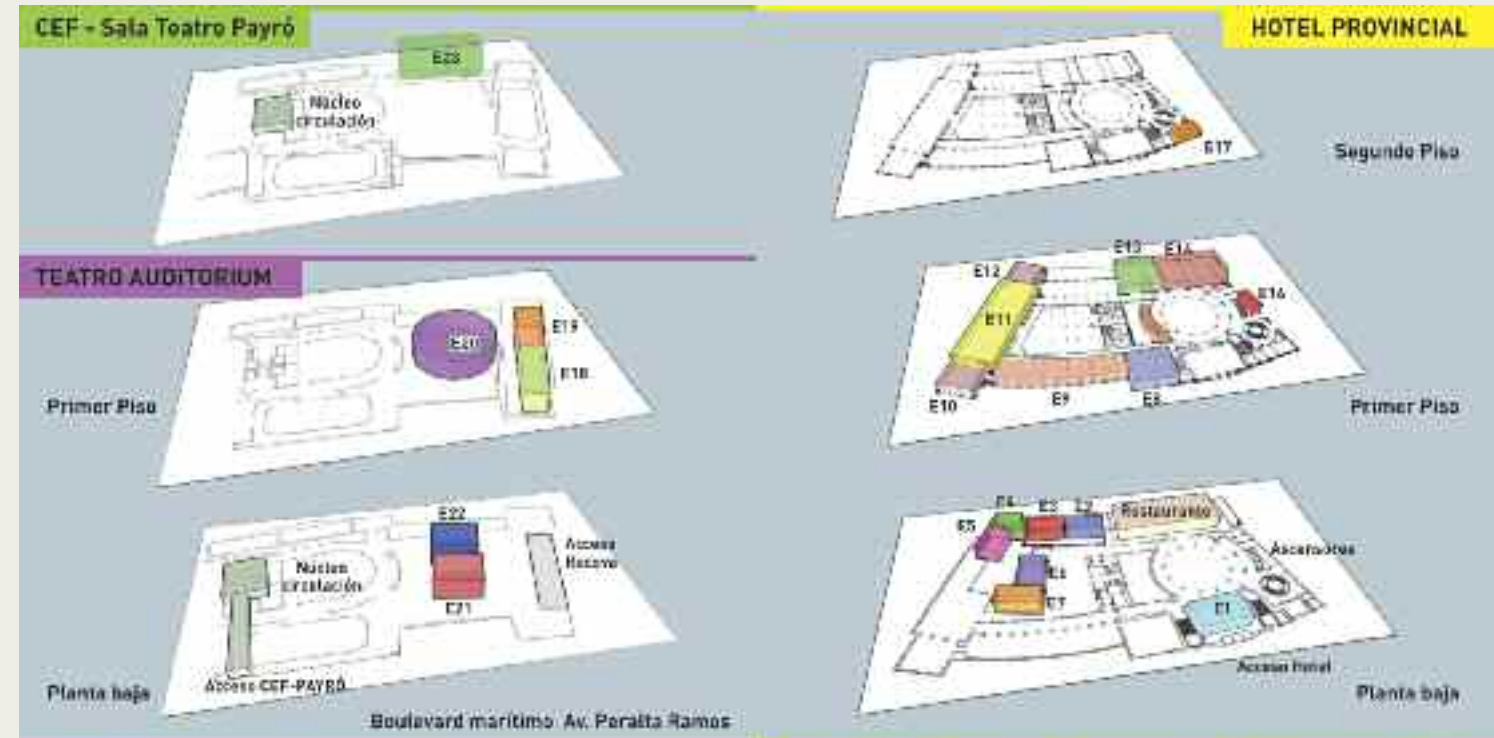 CEF - Sala Teatro Payró
E23
Núcleo
circulación
TEATRO AUDITORIUM
E20
E19
E18
Primer Piso
E22
E21
Núcleo
circulación
Acceso
Acceso CEF-PAYRÓ
Planta baja
Boulevard marítimo Av. Peralta Ramos
HOTEL PROVINCIAL
E17
Segundo Piso
E13
E14
E12
E16
E11
E10
E9
E8
Primer Piso
E4
E3
E2
Restaurante
E5
Ascensores
E6
E7
E1
Acceso Hotel
Planta baja